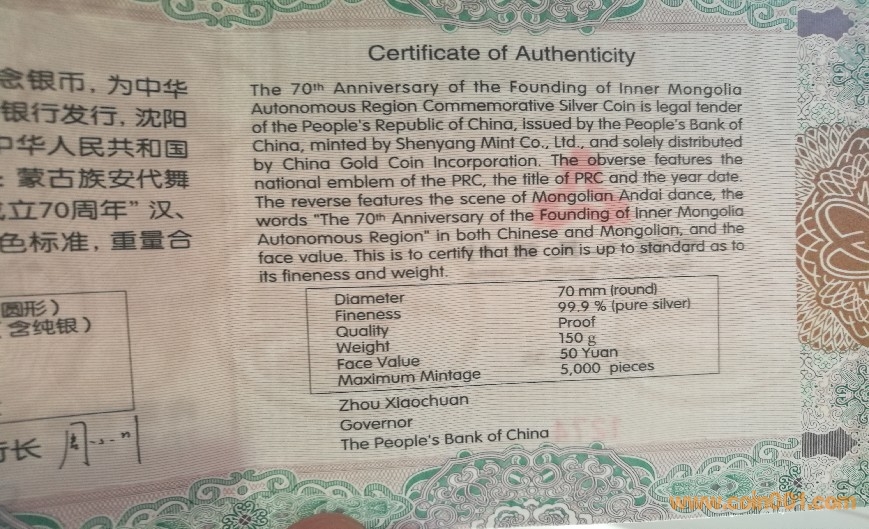 念银币，为中华
银行发行，沈阳
中华人民共和国
：蒙古族安代舞
成立70周年”汉、
色标准，重量合
圆形）
含纯银）
行长
Certificate of Authenticity
The 70th Anniversary of the Founding of Inner Mongolia
Autonomous Region Commemorative Silver Coin is legal tender
of the People's Republic of China, issued by the People's Bank of
China, minted by Shenyang Mint Co., Ltd., and solely distributed
by China Gold Coin Incorporation. The obverse features the
national emblem of the PRC, the title of PRC and the year date.
The reverse features the scene of Mongolian Andai dance, the
words "The 70th Anniversary of the Founding of Inner Mongolia
Autonomous Region" in both Chinese and Mongolian, and the
face value. This is to certify that the coin is up to standard as to
its fineness and weight.
Diameter 70 mm (round)
Fineness 99.9 % (pure silver)
Quality Proof
Weight 150 g
Face Value 50 Yuan
Maximum Mintage 5,000 pieces
Zhou Xiaochuan
Governor
The People's Bank of China
www.coin001.com